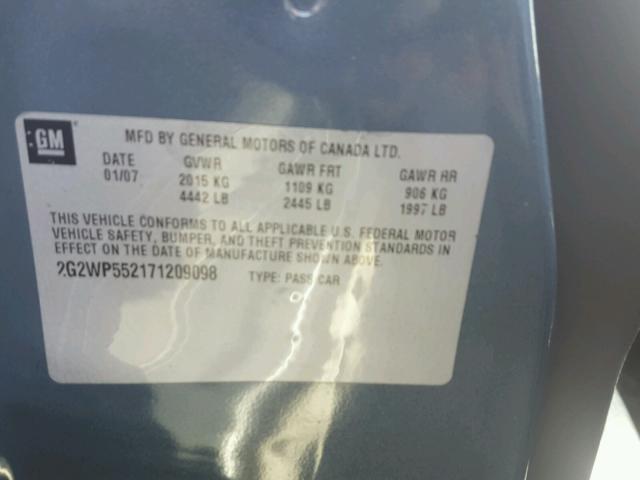 GM
MFD BY GENERAL MOTORS OF CANADA LTD.
DATE GVWR GAWR FRT GAWR RR
01/07 2015 KG 1109 KG 906 KG
4442 LB 2445 LB 1997 LB
THIS VEHICLE CONFORMS TO ALL APPLICABLE U.S. FEDERAL MOTOR
VEHICLE SAFETY, BUMPER, AND THEFT PREVENTION STANDARDS IN
EFFECT ON THE DATE OF MANUFACTURE SHOWN ABOVE.
2G2WP552171209098 TYPE: PASS CAR